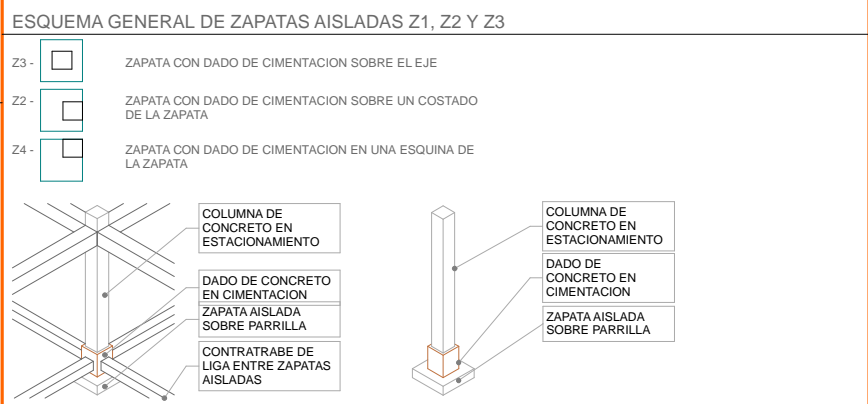 ESQUEMA GENERAL DE ZAPATAS AISLADAS Z1, Z2 Y Z3
Z3 -
ZAPATA CON DADO DE CIMENTACION SOBRE EL EJE
Z2 -
ZAPATA CON DADO DE CIMENTACION SOBRE UN COSTADO
DE LA ZAPATA
Z4 -
ZAPATA CON DADO DE CIMENTACION EN UNA ESQUINA DE
LA ZAPATA
COLUMNA DE
CONCRETO EN
ESTACIONAMIENTO
DADO DE CONCRETO
EN CIMENTACION
ZAPATA AISLADA
SOBRE PARRILLA
CONTRATRABE DE
LIGA ENTRE ZAPATAS
AISLADAS
COLUMNA DE
CONCRETO EN
ESTACIONAMIENTO
DADO DE
CONCRETO EN
CIMENTACION
ZAPATA AISLADA
SOBRE PARRILLA